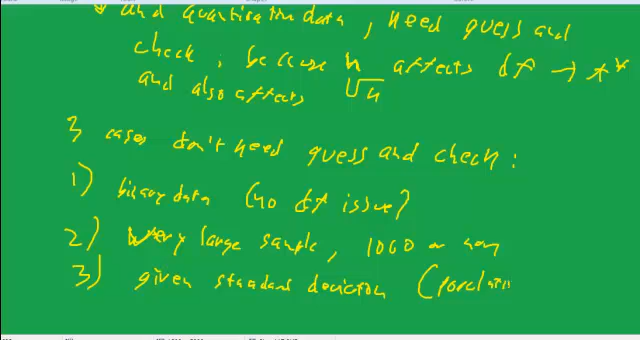 and quantitative data, need guess and
check, because n affects df → t*
and also affects √n
3 cases don't need guess and check:
1) binary data (no df issue)
2) very large sample, 1000 or more
3) given standard deviation (population